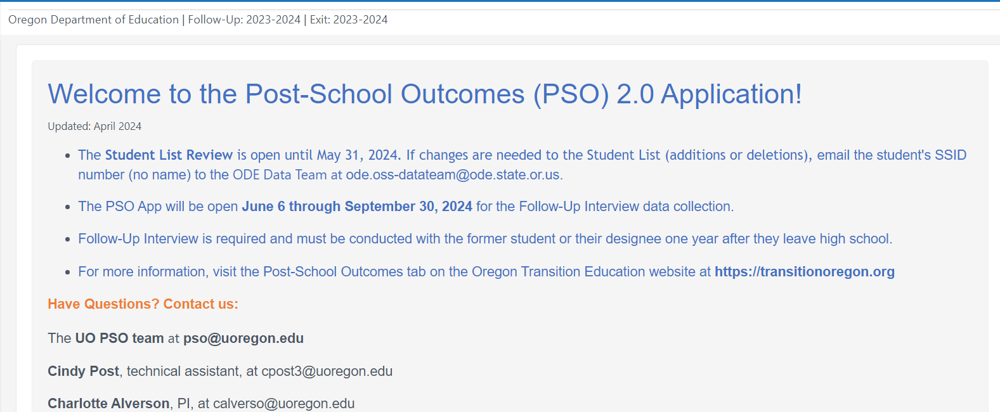 Oregon Department of Education | Follow-Up: 2023-2024 | Exit: 2023-2024
Welcome to the Post-School Outcomes (PSO) 2.0 Application!
Updated: April 2024
• The Student List Review is open until May 31, 2024. If changes are needed to the Student List (additions or deletions), email the student's SSID
number (no name) to the ODE Data Team at ode.oss-datateam@ode.state.or.us.
• The PSO App will be open June 6 through September 30, 2024 for the Follow-Up Interview data collection.
• Follow-Up Interview is required and must be conducted with the former student or their designee one year after they leave high school.
• For more information, visit the Post-School Outcomes tab on the Oregon Transition Education website at https://transitionoregon.org
Have Questions? Contact us:
The UO PSO team at pso@uoregon.edu
Cindy Post, technical assistant, at cpost3@uoregon.edu
Charlotte Alverson, PI, at calverso@uoregon.edu